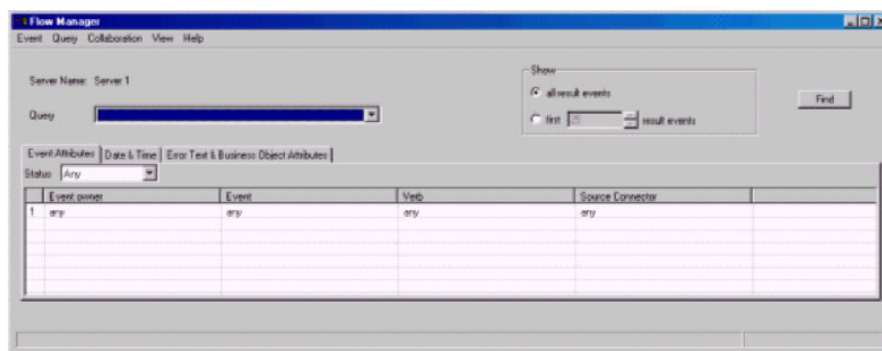 Flow Manager
Event Query Collaboration View Help
Server Name: Server 1
Query
Show
all result events
first 25 result events
Find
Event Attributes Date & Time Error Text & Business Object Attributes
Status Any
Event owner Event Verb Source Connector
1 any any any any